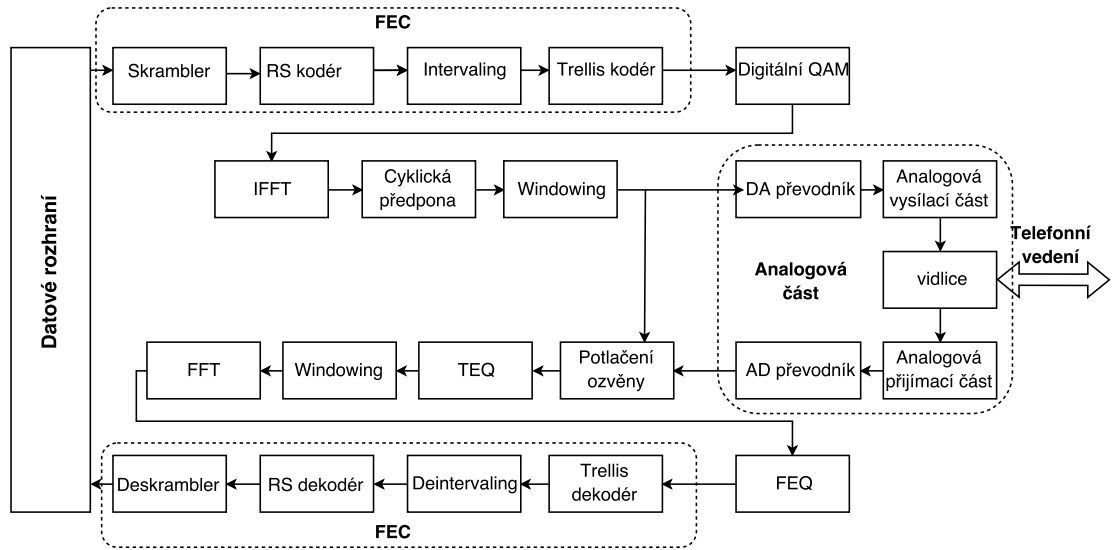 FEC
Skrambler
RS kodér
Intervaling
Trellis kodér
Digitální QAM
IFFT
Cyklická
předpona
Windowing
DA převodník
Analogová
vysílací část
Telefonní
vedení
Datové rozhraní
Analogová
část
vidlice
FFT
Windowing
TEQ
Potlačení
ozvěny
AD převodník
Analogová
přijímací část
Deskrambler
RS dekodér
Deintervaling
Trellis
dekodér
FEQ
FEC